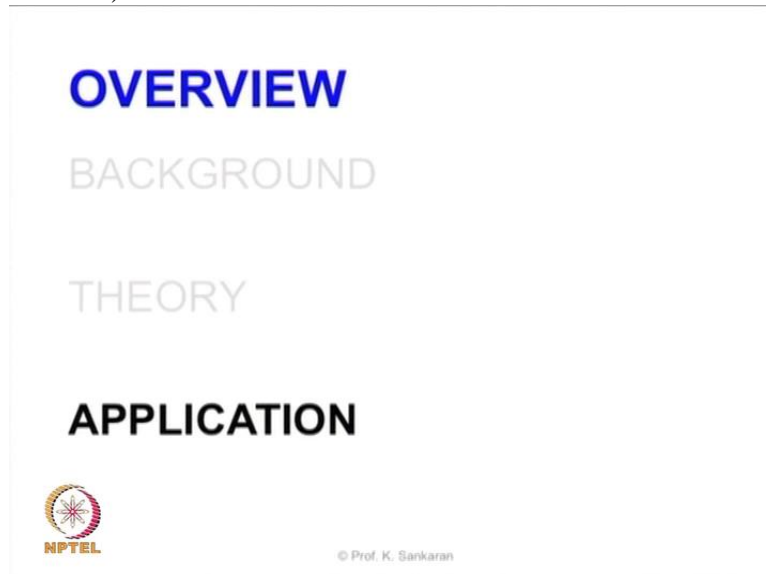 OVERVIEW
BACKGROUND
THEORY
APPLICATION
NPTEL
© Prof. K. Sankaran